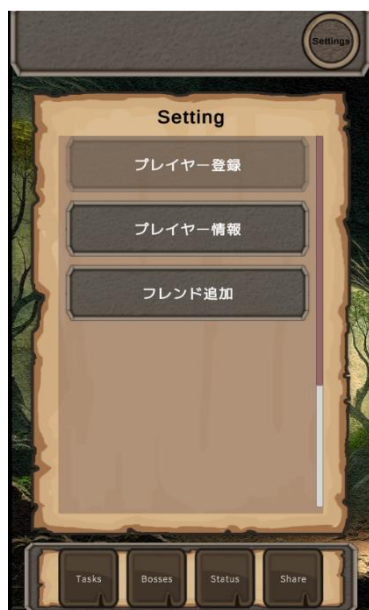 Settings
Setting
プレイヤー登録
プレイヤー情報
フレンド追加
Tasks
Bosses
Status
Share